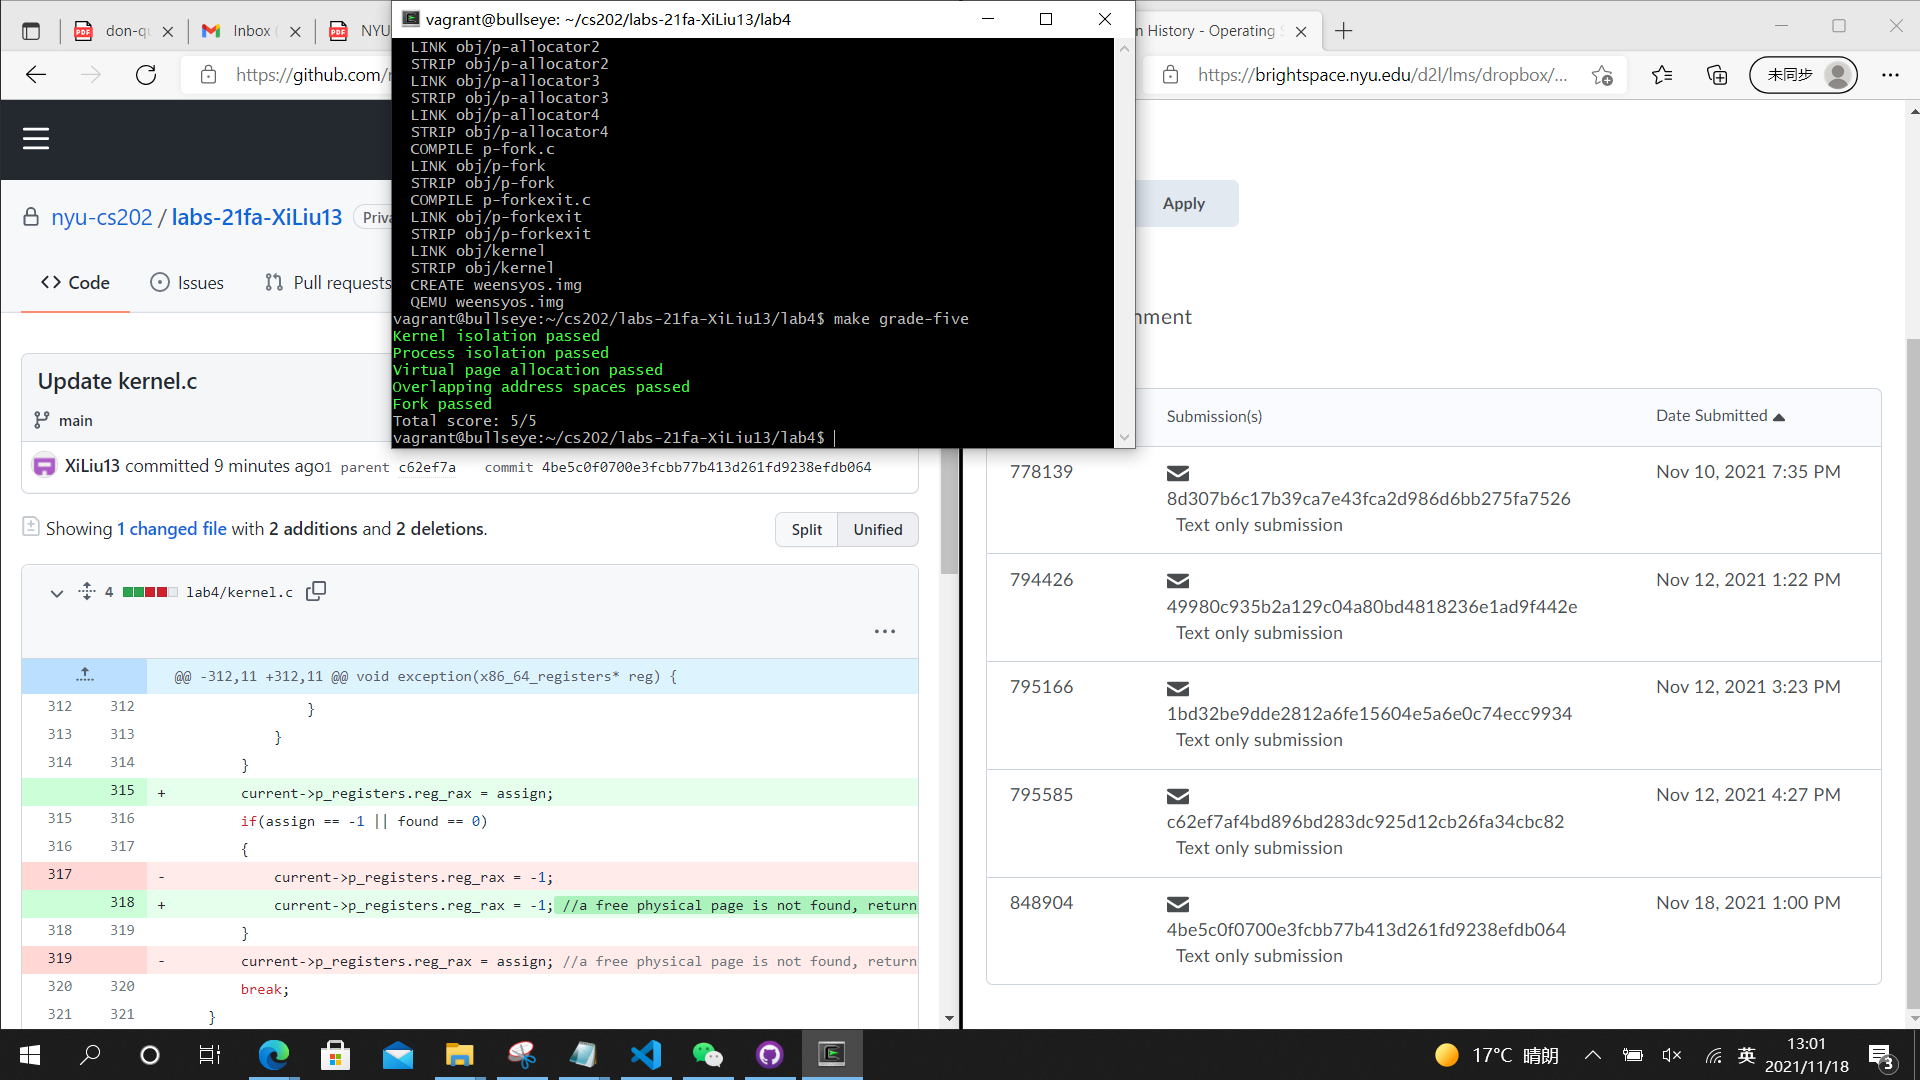 don-qu
Inbox (
NYU
n History - Operating S
https://github.com/n
https://brightspace.nyu.edu/d2l/lms/dropbox/...
未同步
vagrant@bullseye: ~/cs202/labs-21fa-XiLiu13/lab4
LINK obj/p-allocator2
STRIP obj/p-allocator2
LINK obj/p-allocator3
STRIP obj/p-allocator3
LINK obj/p-allocator4
STRIP obj/p-allocator4
COMPILE p-fork.c
LINK obj/p-fork
STRIP obj/p-fork
COMPILE p-forkexit.c
LINK obj/p-forkexit
STRIP obj/p-forkexit
LINK obj/kernel
STRIP obj/kernel
CREATE weensyos.img
QEMU weensyos.img
vagrant@bullseye:~/cs202/labs-21fa-XiLiu13/lab4$ make grade-five
Kernel isolation passed
Process isolation passed
Virtual page allocation passed
Overlapping address spaces passed
Fork passed
Total score: 5/5
vagrant@bullseye:~/cs202/labs-21fa-XiLiu13/lab4$
nyu-cs202 / labs-21fa-XiLiu13 Priva
<> Code Issues Pull requests
Update kernel.c
main
XiLiu13 committed 9 minutes ago 1 parent c62ef7a commit 4be5c0f0700e3fcbb77b413d261fd9238efdb064
Showing 1 changed file with 2 additions and 2 deletions.
Split Unified
4 lab4/kernel.c
@@ -312,11 +312,11 @@ void exception(x86_64_registers* reg) {
312 312 }
313 313 }
314 314 }
315 + current->p_registers.reg_rax = assign;
315 316 if(assign == -1 || found == 0)
316 317 {
317 - current->p_registers.reg_rax = -1;
318 + current->p_registers.reg_rax = -1; //a free physical page is not found, return
318 319 }
319 - current->p_registers.reg_rax = assign; //a free physical page is not found, return
320 320 break;
321 321 }
Apply
nment
Submission(s) Date Submitted
778139 Nov 10, 2021 7:35 PM
8d307b6c17b39ca7e43fca2d986d6bb275fa7526
Text only submission
794426 Nov 12, 2021 1:22 PM
49980c935b2a129c04a80bd4818236e1ad9f442e
Text only submission
795166 Nov 12, 2021 3:23 PM
1bd32be9dde2812a6fe15604e5a6e0c74ecc9934
Text only submission
795585 Nov 12, 2021 4:27 PM
c62ef7af4bd896bd283dc925d12cb26fa34cbc82
Text only submission
848904 Nov 18, 2021 1:00 PM
4be5c0f0700e3fcbb77b413d261fd9238efdb064
Text only submission
17°C 晴朗
英
13:01
2021/11/18
3